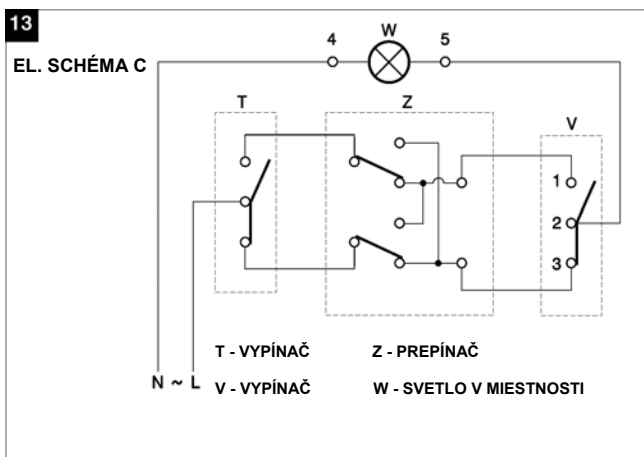 13
EL. SCHÉMA C
4 W 5
T Z V
1
2
3
N ~ L
T - VYPÍNAČ Z - PREPÍNAČ
V - VYPÍNAČ W - SVETLO V MIESTNOSTI